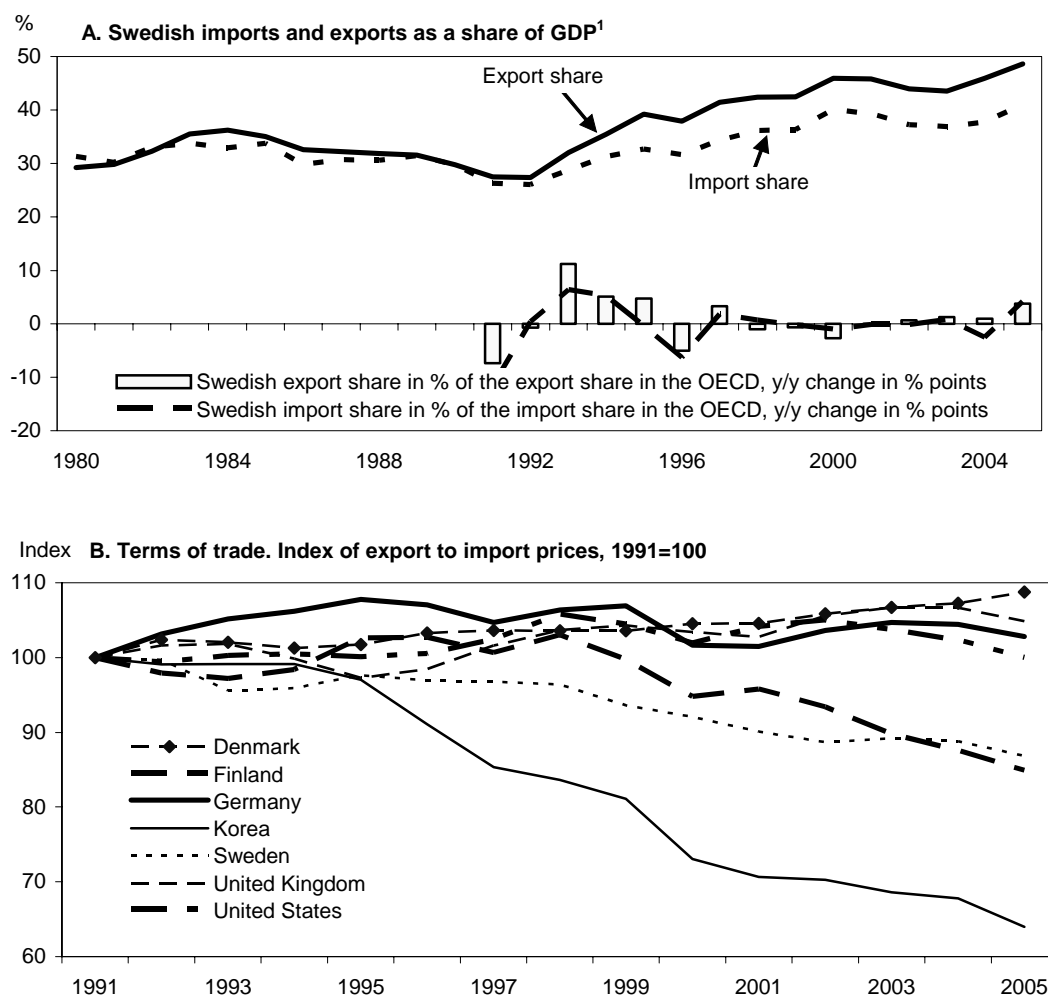 %
A. Swedish imports and exports as a share of GDP¹
50
40
30
20
10
0
-10
-20
Export share
Import share
Swedish export share in % of the export share in the OECD, y/y change in % points
Swedish import share in % of the import share in the OECD, y/y change in % points
1980 1984 1988 1992 1996 2000 2004
Index B. Terms of trade. Index of export to import prices, 1991=100
110
100
90
80
70
60
Denmark
Finland
Germany
Korea
Sweden
United Kingdom
United States
1991 1993 1995 1997 1999 2001 2003 2005